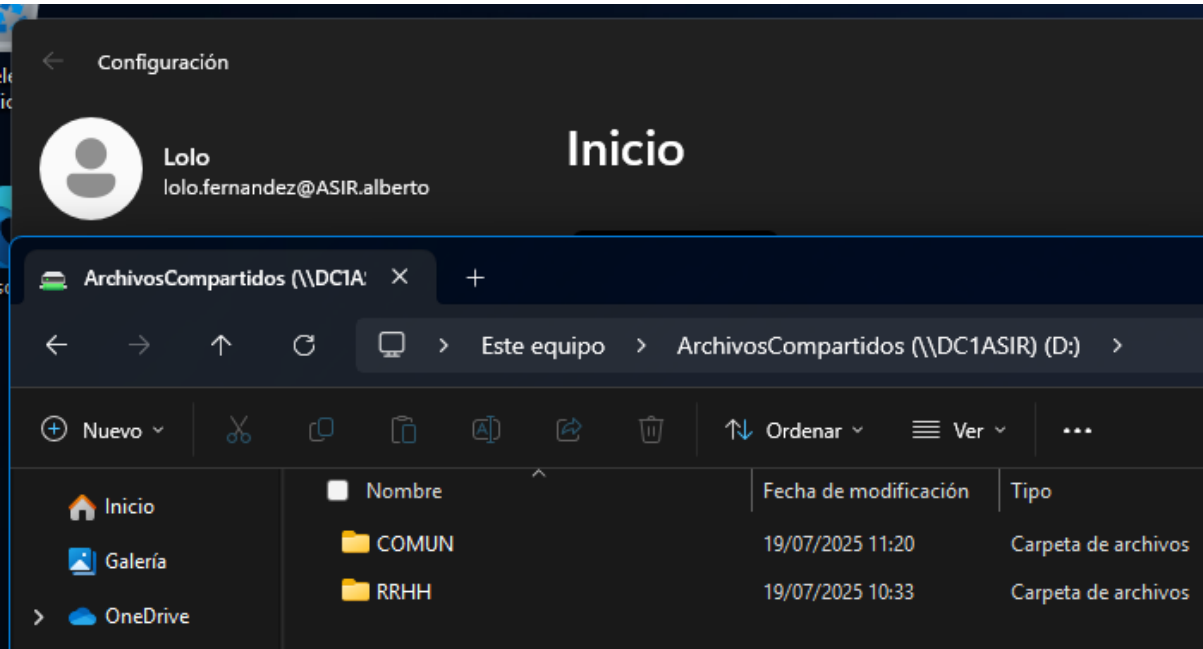 Configuración
Lolo
lolo.fernandez@ASIR.alberto
Inicio
ArchivosCompartidos (\\DC1A
Este equipo > ArchivosCompartidos (\\DC1ASIR) (D:) >
Nuevo
Ordenar
Ver
Nombre Fecha de modificación Tipo
COMUN 19/07/2025 11:20 Carpeta de archivos
RRHH 19/07/2025 10:33 Carpeta de archivos
Inicio
Galería
OneDrive